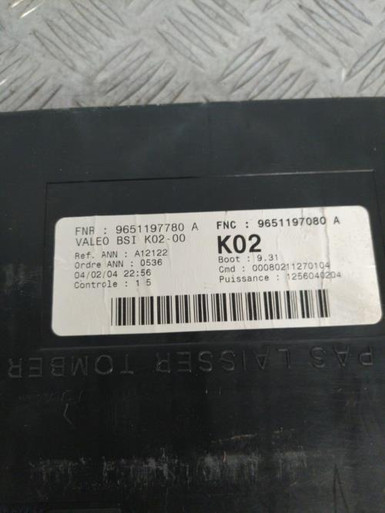 FNR : 9651197780 A FNC : 9651197080 A
VALEO BSI K02-00 K02
Ref. ANN : A12122 Boot : 9.31
Ordre ANN : 0536 Cmd : 00080211270104
04/02/04 22:56 Puissance : 1256040204
Controle : 1 5
PAS LAISSER TOMBER